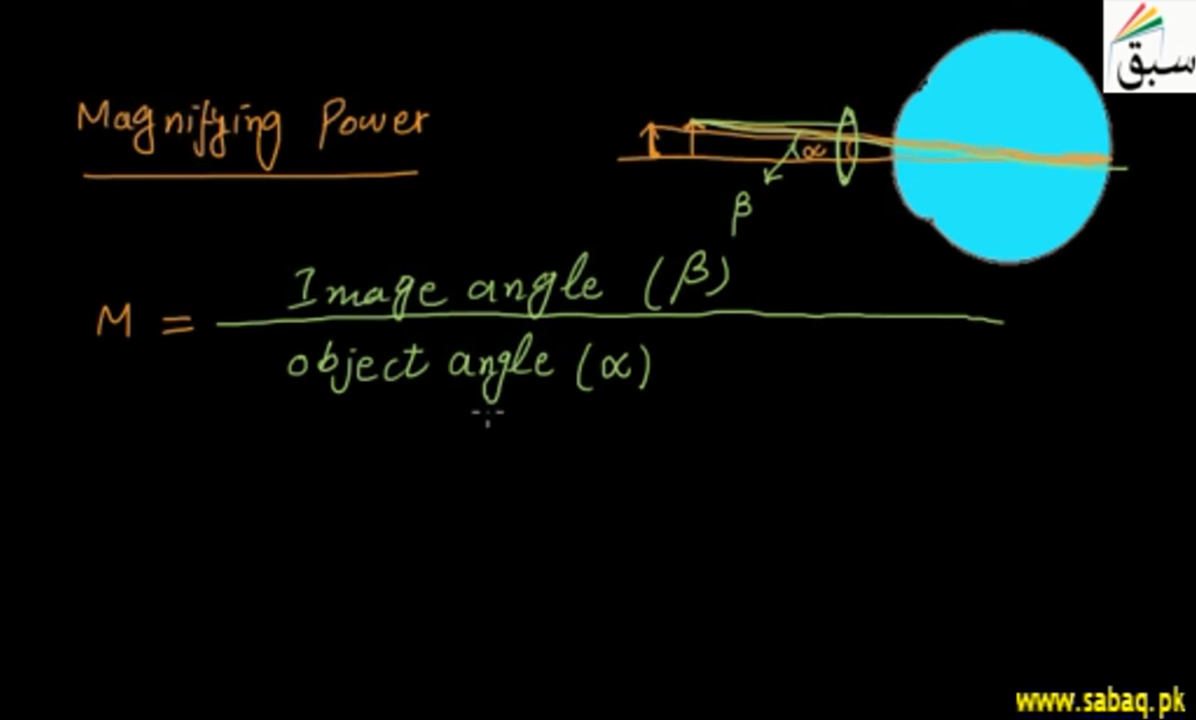 سبق
Magnifying Power
α
β
M = Image angle (β)
object angle (α)
www.sabaq.pk